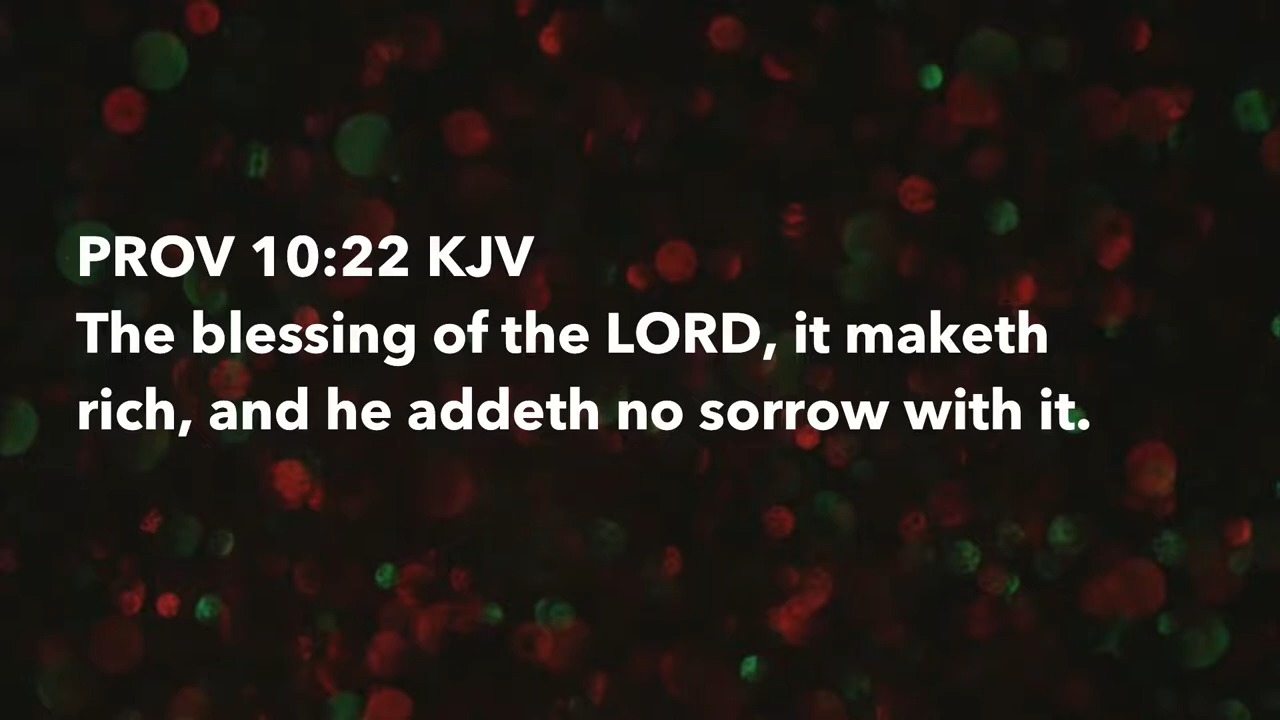 PROV 10:22 KJV
The blessing of the LORD, it maketh
rich, and he addeth no sorrow with it.